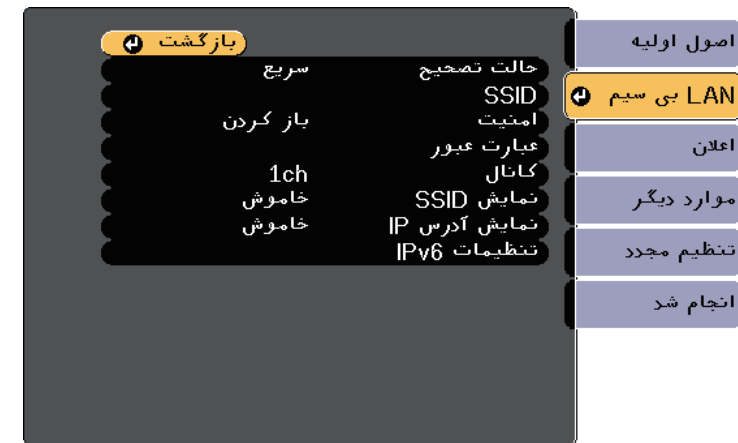 اصول اولیه
LAN بی سیم
اعلان
موارد دیگر
تنظیم مجدد
انجام شد
بازگشت
حالت تصحیح سریع
SSID
امنیت باز کردن
عبارت عبور
کانال 1ch
نمایش SSID خاموش
نمایش آدرس IP خاموش
تنظیمات IPv6